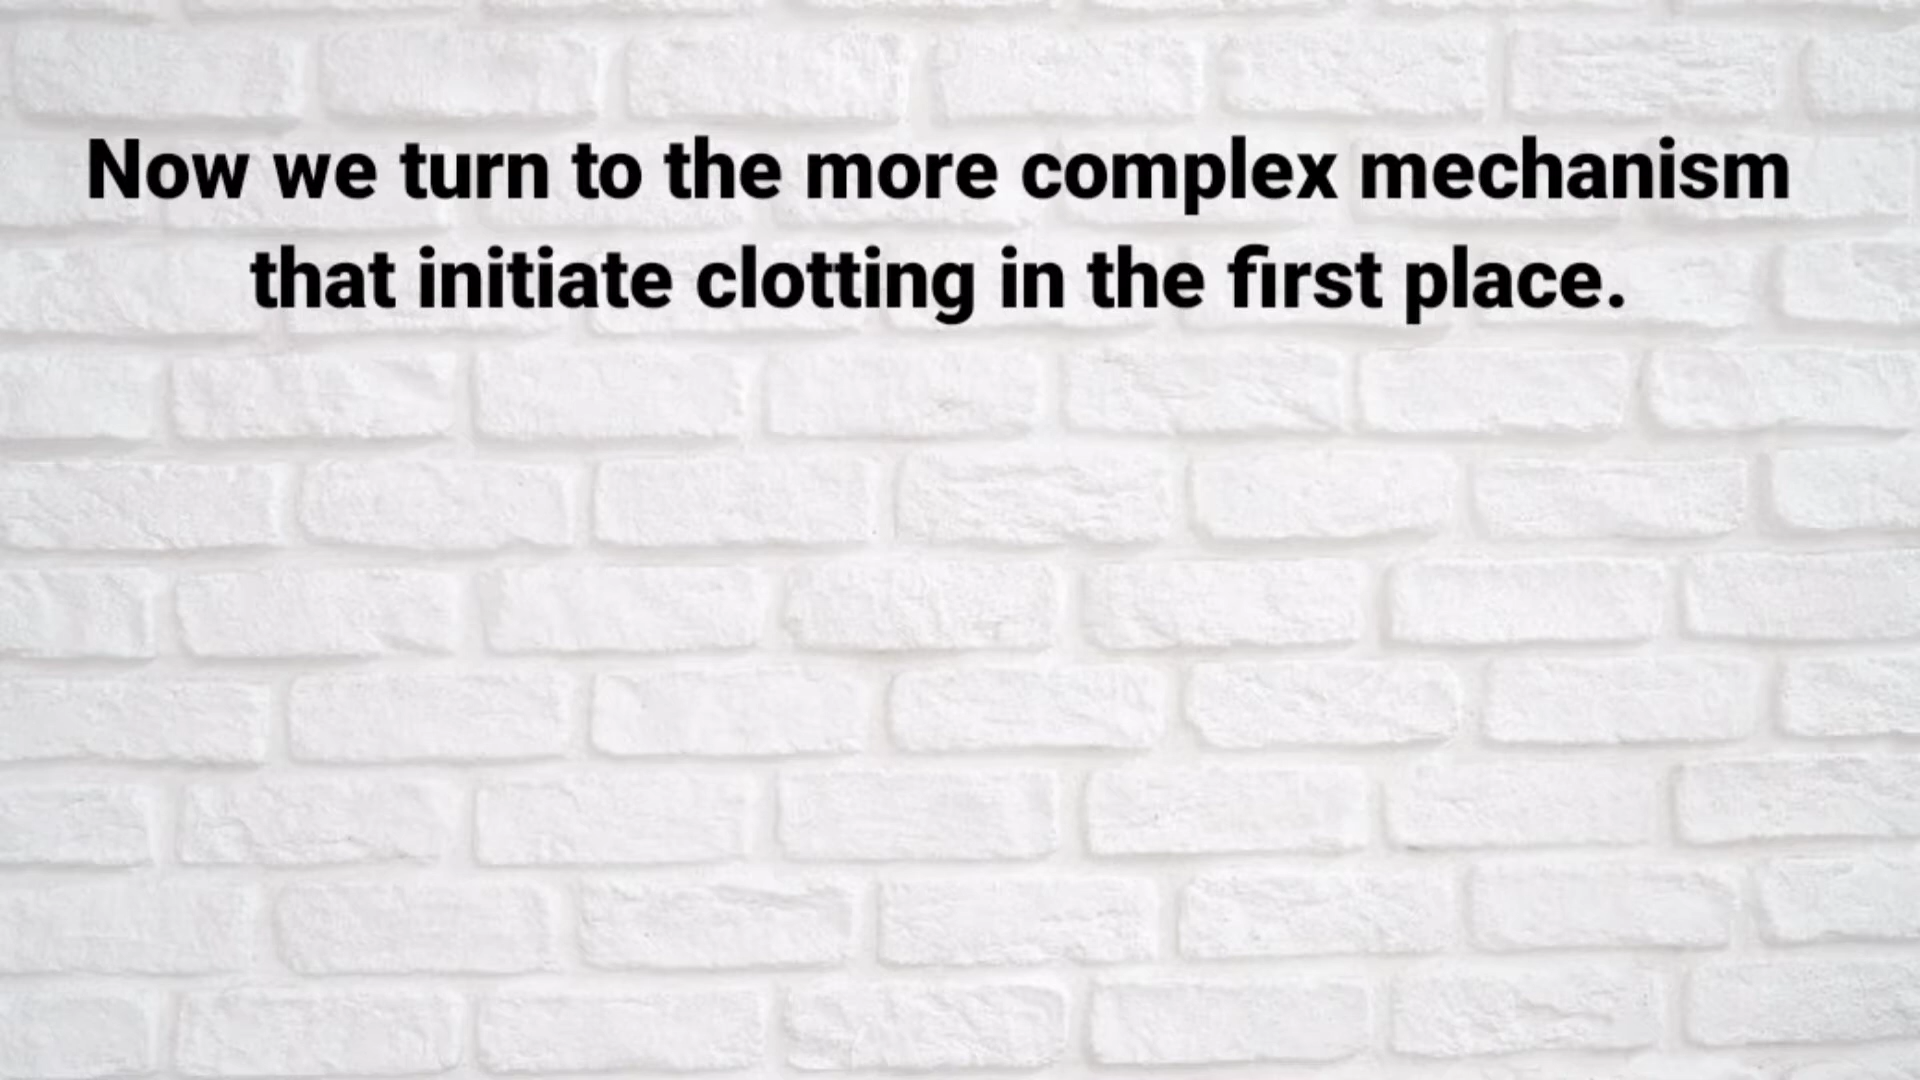 Now we turn to the more complex mechanism
that initiate clotting in the first place.